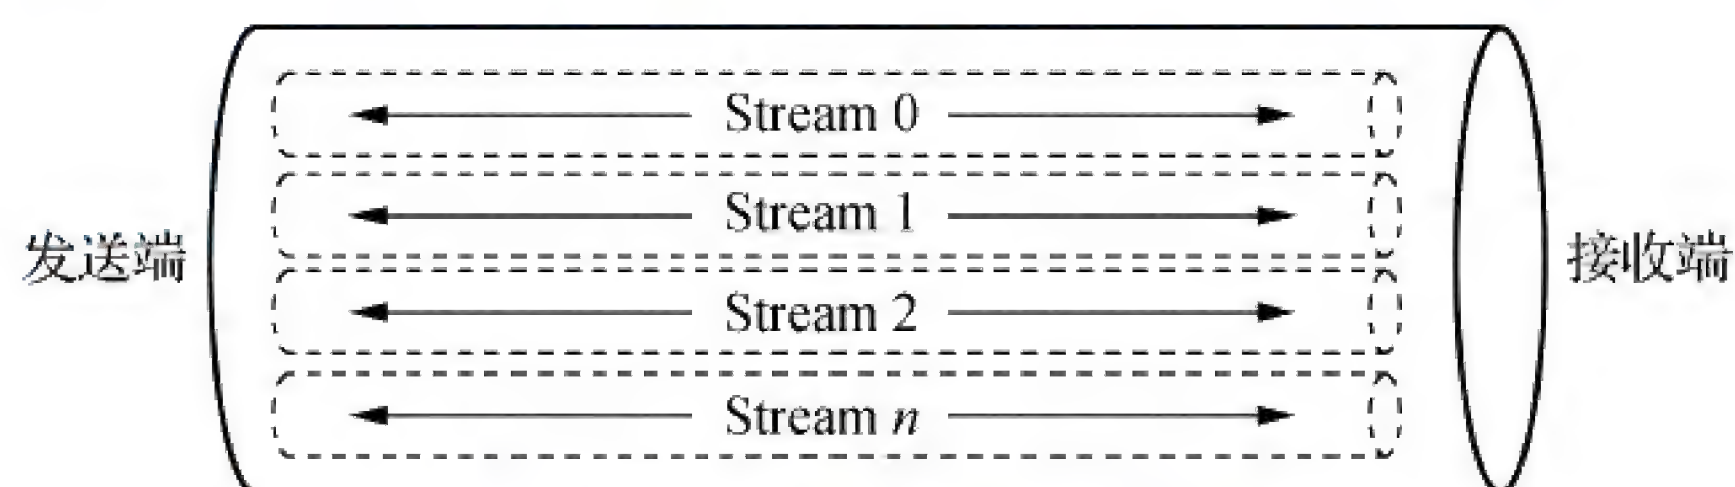 Stream 0
Stream 1
发送端
接收端
Stream 2
Stream n